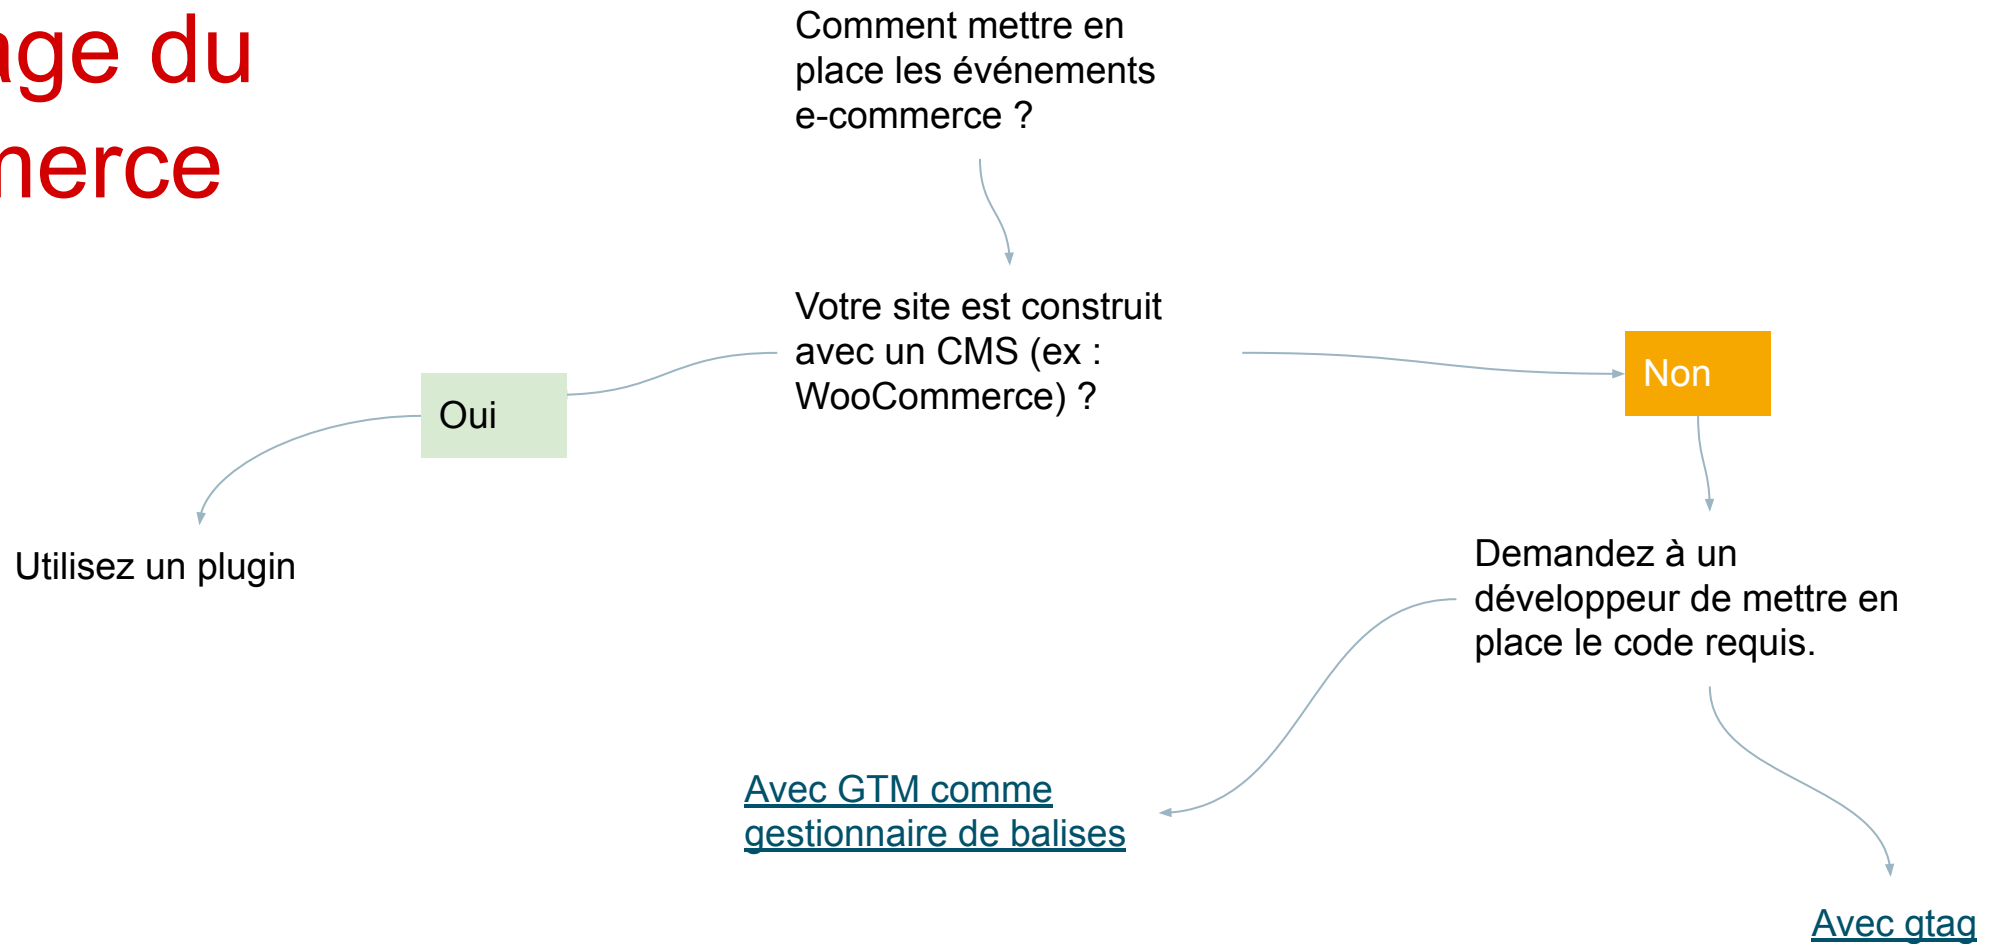 age du
merce
Comment mettre en
place les événements
e-commerce ?
Votre site est construit
avec un CMS (ex :
WooCommerce) ?
Oui
Non
Utilisez un plugin
Demandez à un
développeur de mettre en
place le code requis.
Avec GTM comme
gestionnaire de balises
Avec gtag